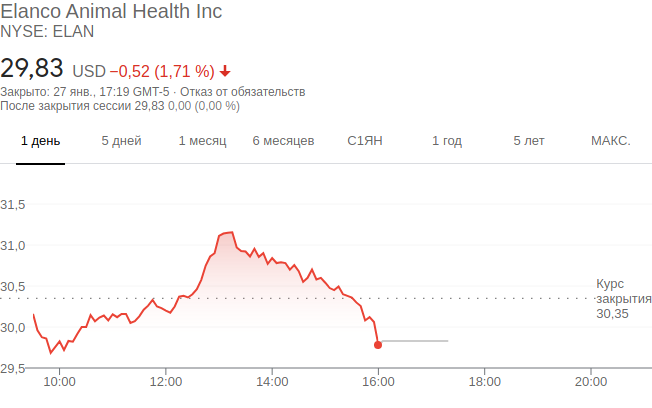 Elanco Animal Health Inc
NYSE: ELAN
29,83 USD −0,52 (1,71 %)
Закрыто: 27 янв., 17:19 GMT-5 · Отказ от обязательств
После закрытия сессии 29,83 0,00 (0,00 %)
1 день 5 дней 1 месяц 6 месяцев С1ЯН 1 год 5 лет МАКС.
31,5
31,0
30,5
Курс
закрытия
30,35
30,0
29,5
10:00 12:00 14:00 16:00 18:00 20:00